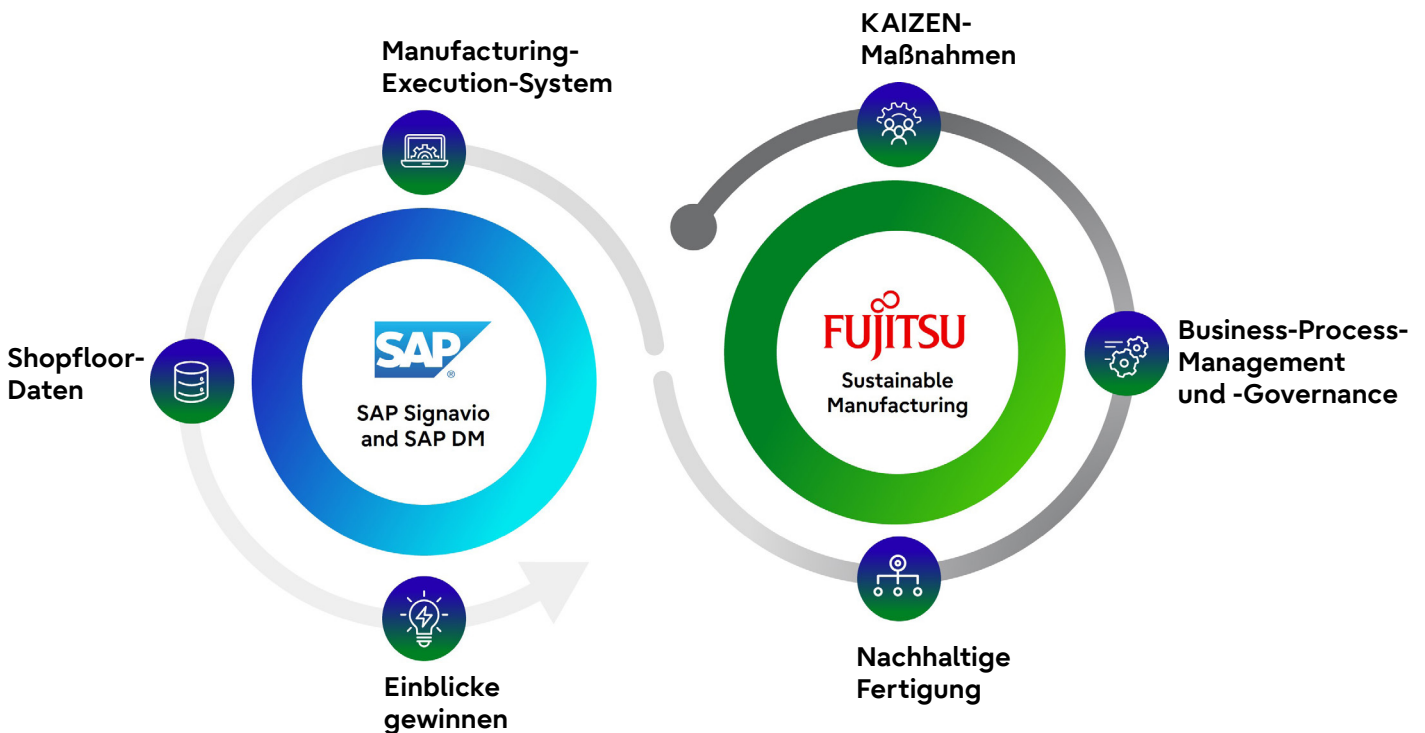 Manufacturing-
Execution-System
KAIZEN-
Maßnahmen
Shopfloor-
Daten
SAP®
SAP Signavio
and SAP DM
FUJITSU
Sustainable
Manufacturing
Business-Process-
Management
und -Governance
Einblicke
gewinnen
Nachhaltige
Fertigung